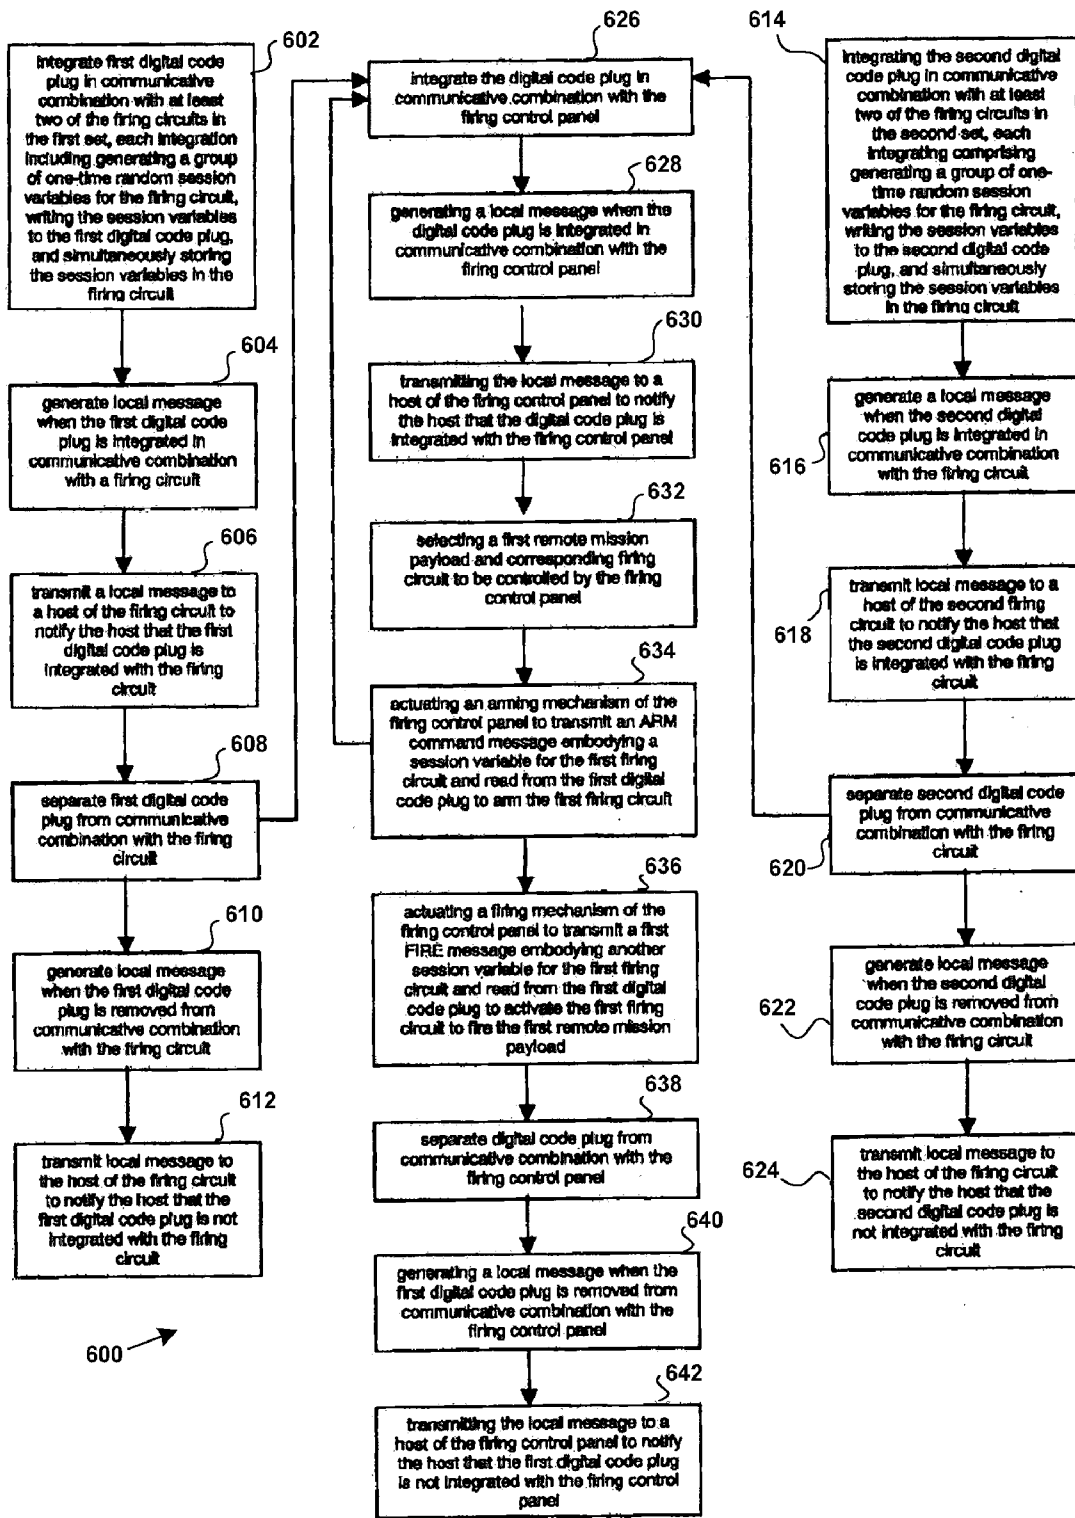 602
integrate first digital code
plug in communicative
combination with at least
two of the firing circuits in
the first set, each integration
including generating a group
of one-time random session
variables for the firing circuit,
writing the session variables
to the first digital code plug,
and simultaneously storing
the session variables in the
firing circuit
604
generate local message
when the first digital code
plug is integrated in
communicative combination
with a firing circuit
606
transmit a local message to
a host of the firing circuit to
notify the host that the first
digital code plug is
integrated with the firing
circuit
608
separate first digital code
plug from communicative
combination with the firing
circuit
610
generate local message
when the first digital code
plug is removed from
communicative combination
with the firing circuit
612
transmit local message to
the host of the firing circuit
to notify the host that the
first digital code plug is not
integrated with the firing
circuit
600
626
integrate the digital code plug in
communicative combination with the
firing control panel
628
generating a local message when the
digital code plug is integrated in
communicative combination with the
firing control panel
630
transmitting the local message to a
host of the firing control panel to notify
the host that the digital code plug is
integrated with the firing control panel
632
selecting a first remote mission
payload and corresponding firing
circuit to be controlled by the firing
control panel
634
actuating an arming mechanism of the
firing control panel to transmit an ARM
command message embodying a
session variable for the first firing
circuit and read from the first digital
code plug to arm the first firing circuit
636
actuating a firing mechanism of the
firing control panel to transmit a first
FIRE message embodying another
session variable for the first firing
circuit and read from the first digital
code plug to activate the first firing
circuit to fire the first remote mission
payload
638
separate digital code plug from
communicative combination with the
firing control panel
640
generating a local message when the
first digital code plug is removed from
communicative combination with the
firing control panel
642
transmitting the local message to a
host of the firing control panel to notify
the host that the first digital code plug
is not integrated with the firing control
panel
614
integrating the second digital
code plug in communicative
combination with at least
two of the firing circuits in
the second set, each
integrating comprising
generating a group of one-
time random session
variables for the firing circuit,
writing the session variables
to the second digital code
plug, and simultaneously
storing the session variables
in the firing circuit
616
generate a local message
when the second digital
code plug is integrated in
communicative combination
with the firing circuit
618
transmit local message to a
host of the second firing
circuit to notify the host that
the second digital code plug
is integrated with the firing
circuit
620
separate second digital code
plug from communicative
combination with the firing
circuit
622
generate local message
when the second digital
code plug is removed from
communicative combination
with the firing circuit
624
transmit local message to
the host of the firing circuit
to notify the host that the
second digital code plug is
not integrated with the firing
circuit